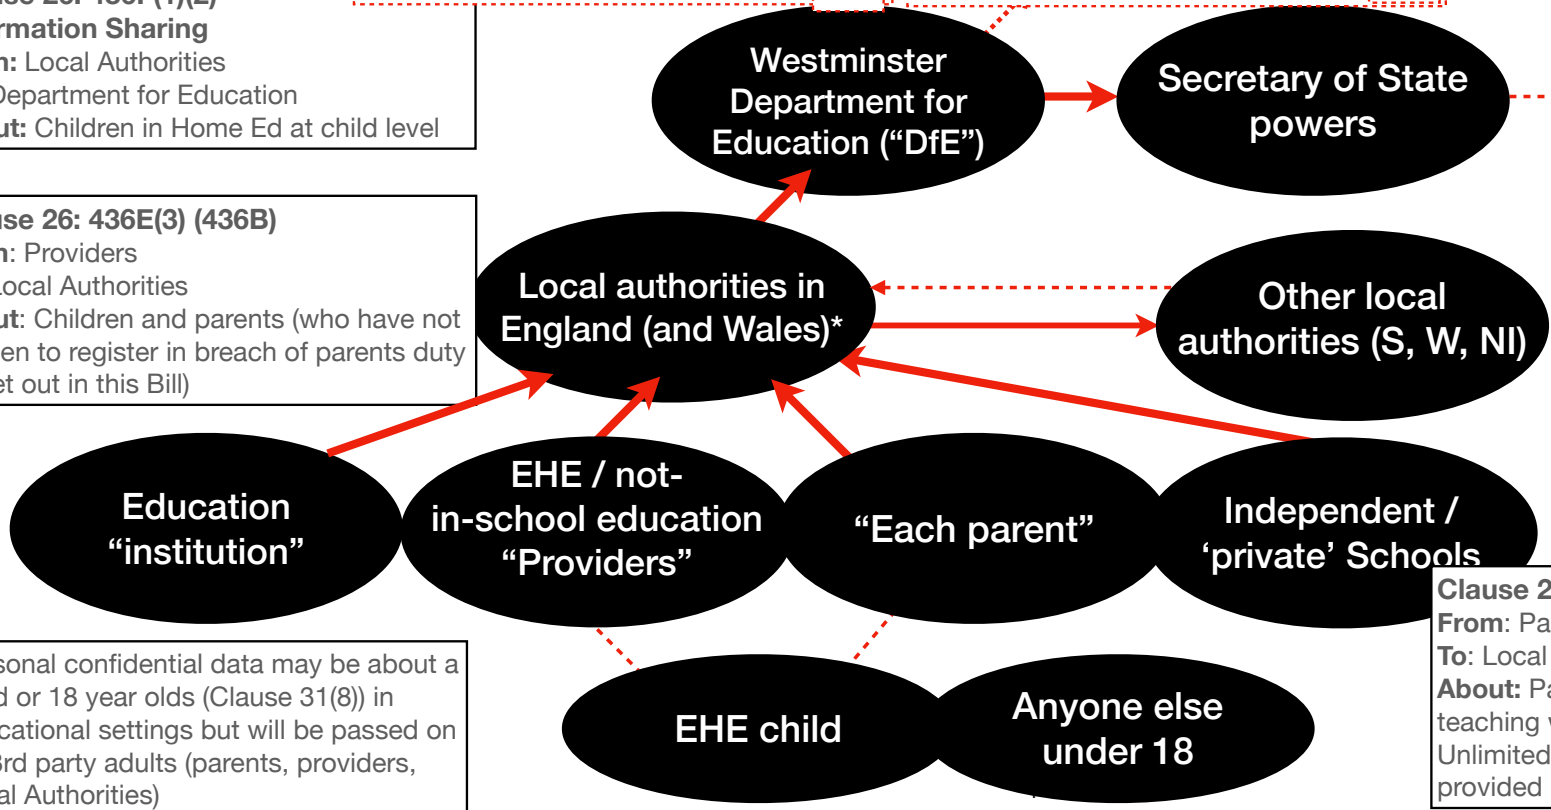 rmation Sharing
n: Local Authorities
Department for Education
ut: Children in Home Ed at child level
Westminster
Department for
Education (“DfE”)
Secretary of State
powers
use 26: 436E(3) (436B)
n: Providers
Local Authorities
ut: Children and parents (who have not
en to register in breach of parents duty
et out in this Bill)
Local authorities in
England (and Wales)*
Other local
authorities (S, W, NI)
Education
“institution”
EHE / not-
in-school education
“Providers”
“Each parent”
Independent /
‘private’ Schools
Clause 2
From: Pa
To: Local
About: Pa
teaching
Unlimited
provided
sonal confidential data may be about a
d or 18 year olds (Clause 31(8)) in
cational settings but will be passed on
3rd party adults (parents, providers,
al Authorities)
EHE child
Anyone else
under 18